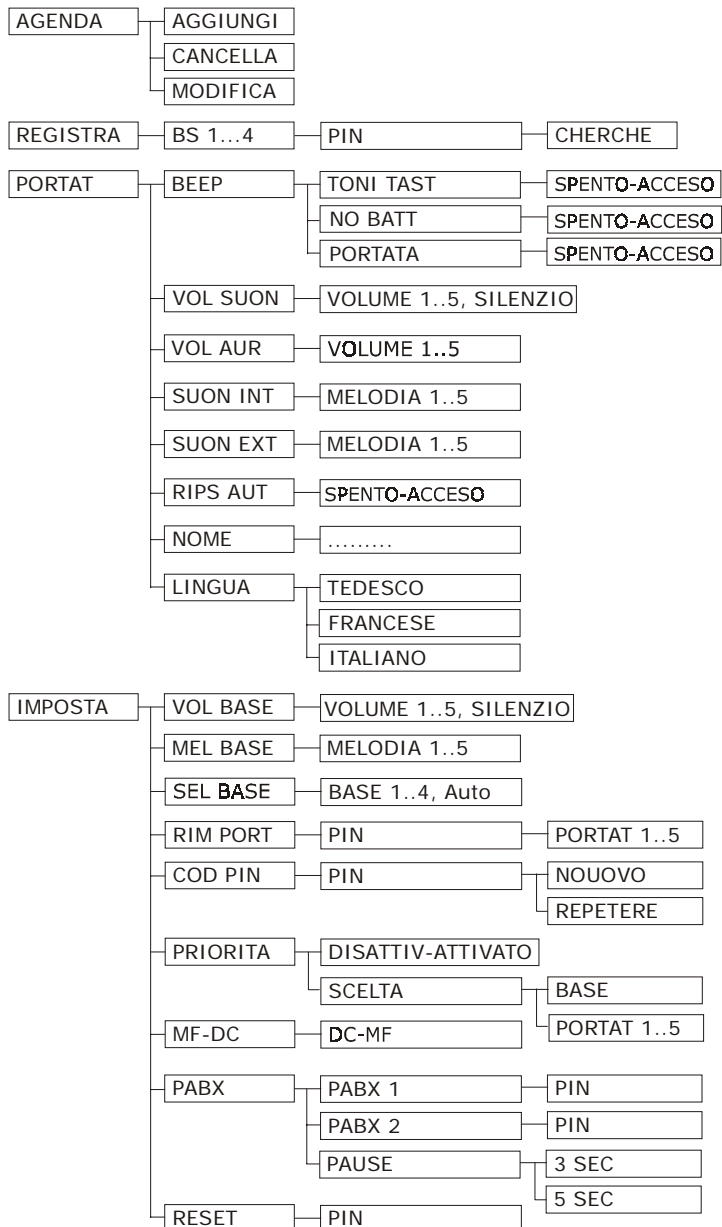 AGENDA AGGIUNGI
CANCELLA
MODIFICA
REGISTRA BS 1...4 PIN CHERCHE
PORTAT BEEP TONI TAST SPENTO-ACCESO
NO BATT SPENTO-ACCESO
PORTATA SPENTO-ACCESO
VOL SUON VOLUME 1..5, SILENZIO
VOL AUR VOLUME 1..5
SUON INT MELODIA 1..5
SUON EXT MELODIA 1..5
RIPS AUT SPENTO-ACCESO
NOME .........
LINGUA TEDESCO
FRANCESE
ITALIANO
IMPOSTA VOL BASE VOLUME 1..5, SILENZIO
MEL BASE MELODIA 1..5
SEL BASE BASE 1..4, Auto
RIM PORT PIN PORTAT 1..5
COD PIN PIN NOUOVO
REPETERE
PRIORITA DISATTIV-ATTIVATO
SCELTA BASE
MF-DC DC-MF PORTAT 1..5
PABX PABX 1 PIN
PABX 2 PIN
PAUSE 3 SEC
5 SEC
RESET PIN